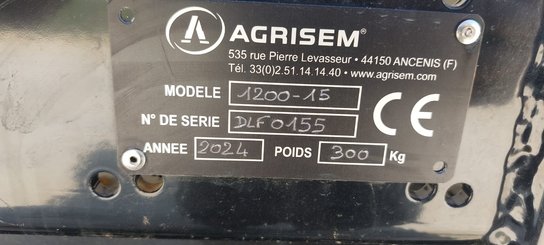 AGRISEM®
535 rue Pierre Levasseur • 44150 ANCENIS (F)
Tél. 33(0)2.51.14.14.40 • www.agrisem.com
MODELE 1200-15
N° DE SERIE DLF0155
ANNEE 2024 POIDS 300 Kg
CE